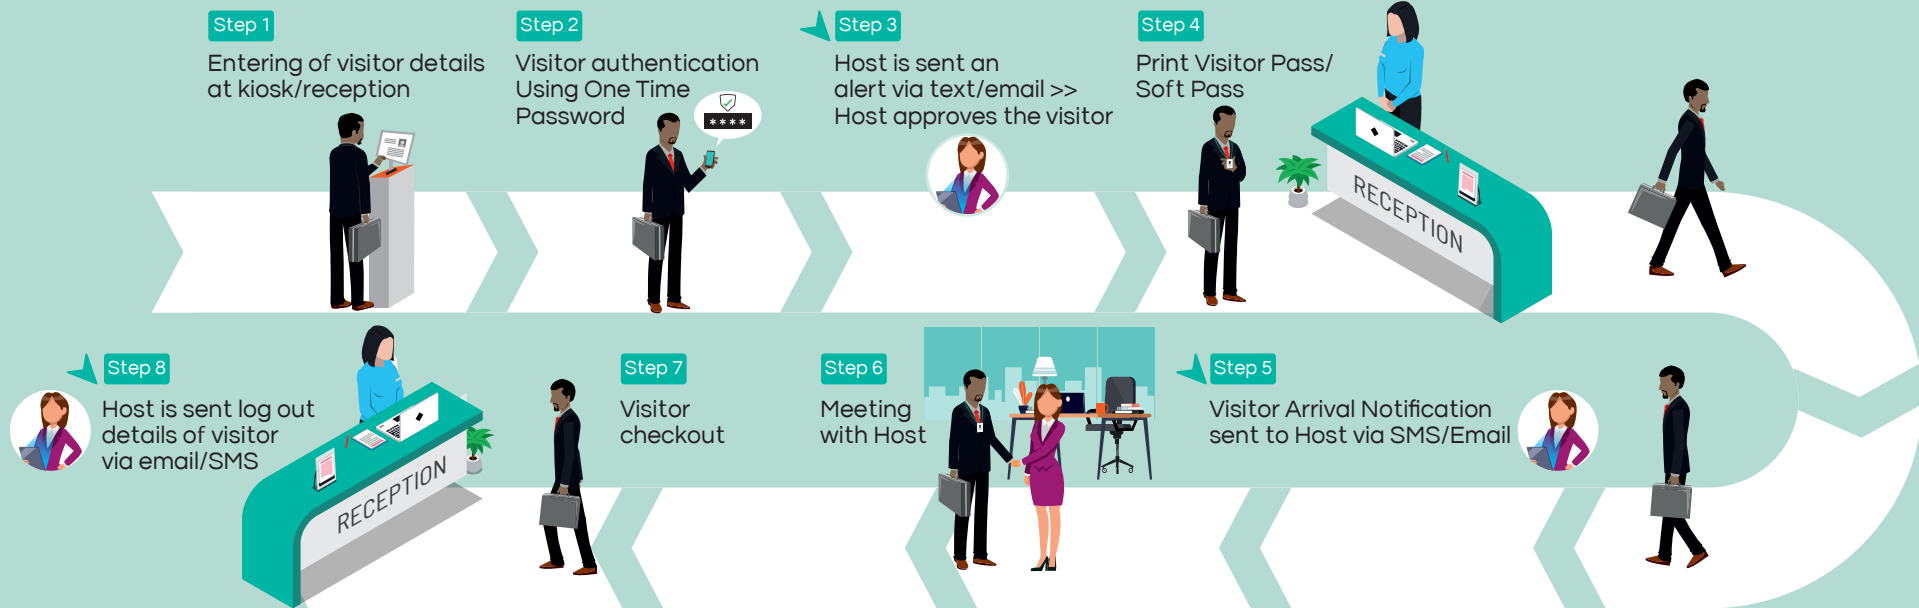 Step 1
Entering of visitor details
at kiosk/reception
Step 2
Visitor authentication
Using One Time
Password
****
Step 3
Host is sent an
alert via text/email >>
Host approves the visitor
Step 4
Print Visitor Pass/
Soft Pass
RECEPTION
Step 5
Visitor Arrival Notification
sent to Host via SMS/Email
Step 6
Meeting
with Host
Step 7
Visitor
checkout
Step 8
Host is sent log out
details of visitor
via email/SMS
RECEPTION